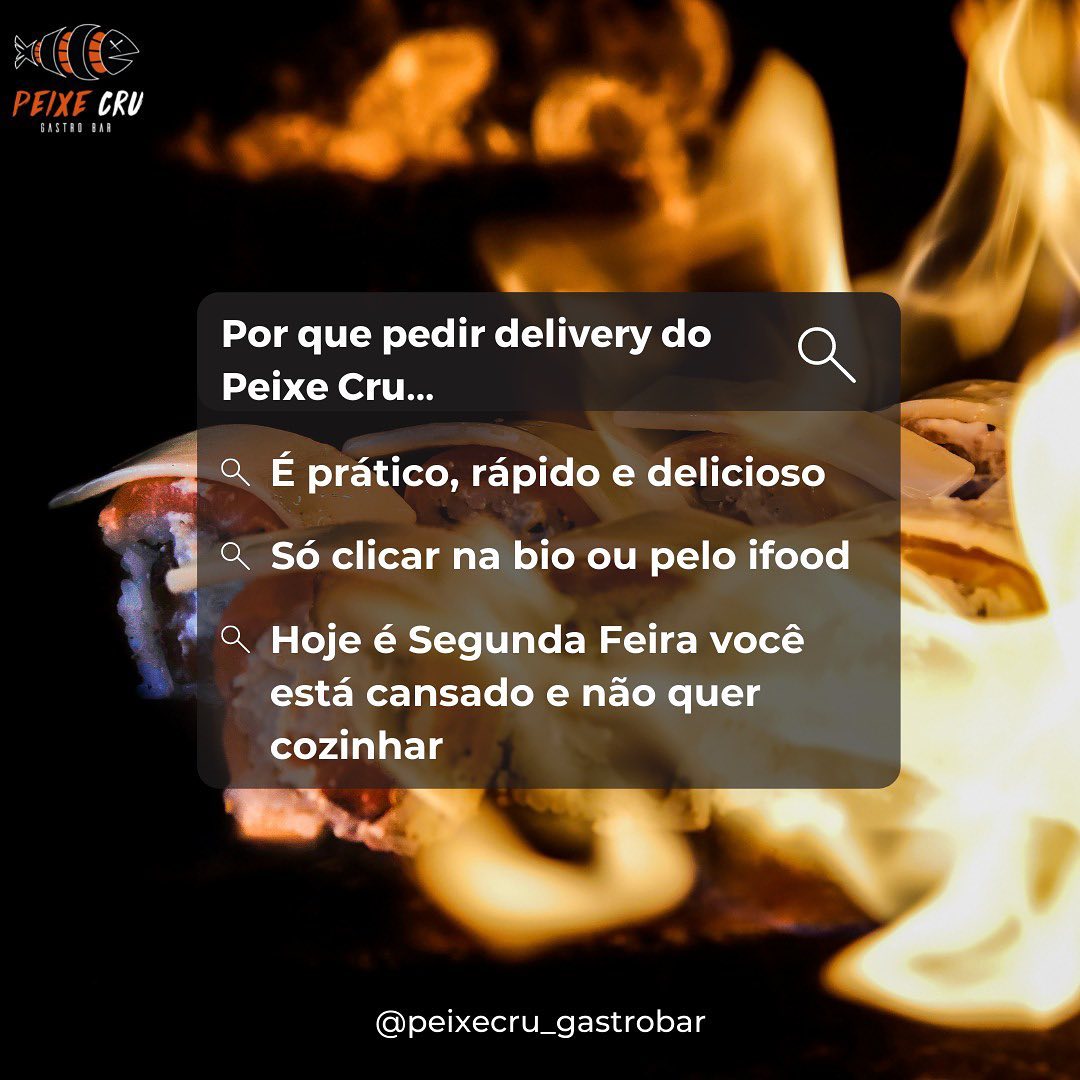 PEIXE CRU
GASTRO BAR
Por que pedir delivery do
Peixe Cru...
É prático, rápido e delicioso
Só clicar na bio ou pelo ifood
Hoje é Segunda Feira você
está cansado e não quer
cozinhar
@peixecru_gastrobar